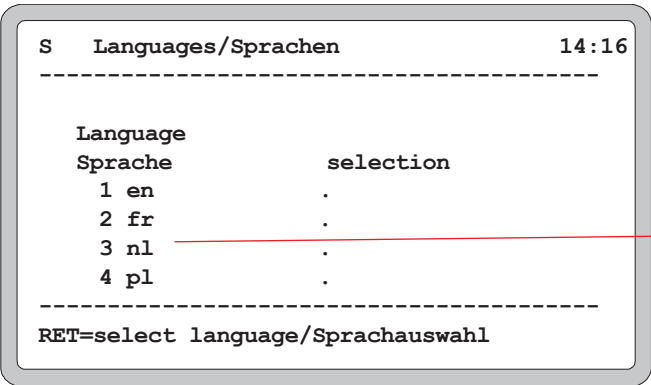 S Languages/Sprachen 14:16
------------------------------------------
Language
Sprache selection
1 en .
2 fr .
3 nl .
4 pl .
------------------------------------------
RET=select language/Sprachauswahl